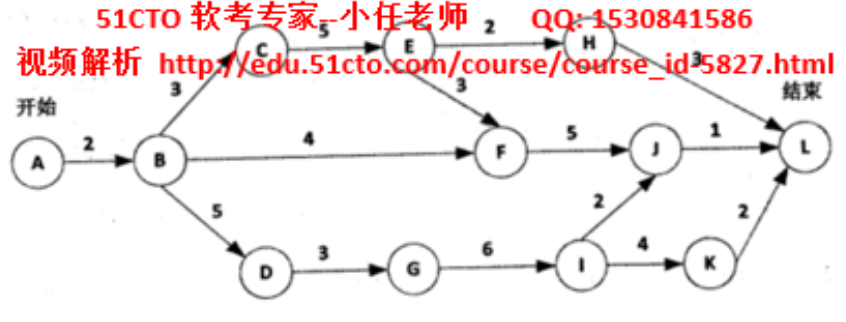 51CTO 软考专家--小任老师 QQ: 1530841586
视频解析 http://edu.51cto.com/course/course_id-5827.html
开始
结束
C
5
E
2
H
3
3
3
A
2
B
4
F
5
J
1
L
5
2
2
D
3
G
6
I
4
K